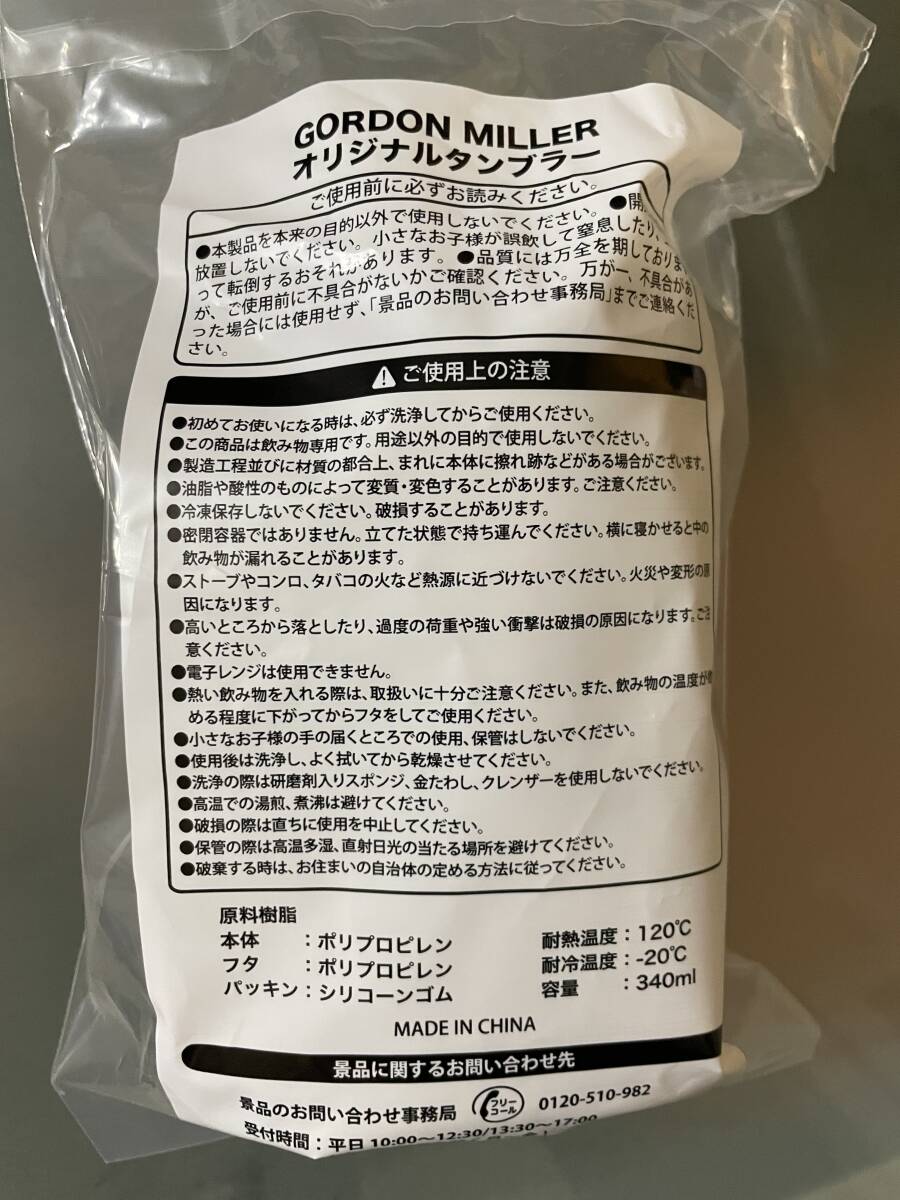 GORDON MILLER
オリジナルタンブラー
ご使用前に必ずお読みください。
●本製品を本来の目的以外で使用しないでください。 ●開
放置しないでください。小さなお子様が誤飲して窒息したり、
って転倒するおそれがあります。●品質には万全を期しておりま
が、ご使用前に不具合がないかご確認ください。万が一、不具合があ
った場合には使用せず、「景品のお問い合わせ事務局」までご連絡くだ
さい。
ご使用上の注意
●初めてお使いになる時は、必ず洗浄してからご使用ください。
●この商品は飲み物専用です。用途以外の目的で使用しないでください。
●製造工程並びに材質の都合上、まれに本体に擦れ跡などがある場合がございます。
●油脂や酸性のものによって変質・変色することがあります。ご注意ください。
●冷凍保存しないでください。破損することがあります。
●密閉容器ではありません。立てた状態で持ち運んでください。横に寝かせると中の
飲み物が漏れることがあります。
●ストーブやコンロ、タバコの火など熱源に近づけないでください。火災や変形の原
因になります。
●高いところから落としたり、過度の荷重や強い衝撃は破損の原因になります。ご注
意ください。
●電子レンジは使用できません。
●熱い飲み物を入れる際は、取扱いに十分ご注意ください。また、飲み物の温度が
める程度に下がってからフタをしてご使用ください。
●小さなお子様の手の届くところでの使用、保管はしないでください。
●使用後は洗浄し、よく拭いてから乾燥させてください。
●洗浄の際は研磨剤入りスポンジ、金たわし、クレンザーを使用しないでください。
●高温での湯煎、煮沸は避けてください。
●破損の際は直ちに使用を中止してください。
●保管の際は高温多湿、直射日光の当たる場所を避けてください。
●破棄する時は、お住まいの自治体の定める方法に従ってください。
原料樹脂
本体 ：ポリプロピレン 耐熱温度：120℃
フタ ：ポリプロピレン 耐冷温度：-20℃
パッキン：シリコーンゴム 容量 ：340ml
MADE IN CHINA
景品に関するお問い合わせ先
景品のお問い合わせ事務局 フリーコール 0120-510-982
受付時間：平日 10:00〜12:30/13:30〜17:00